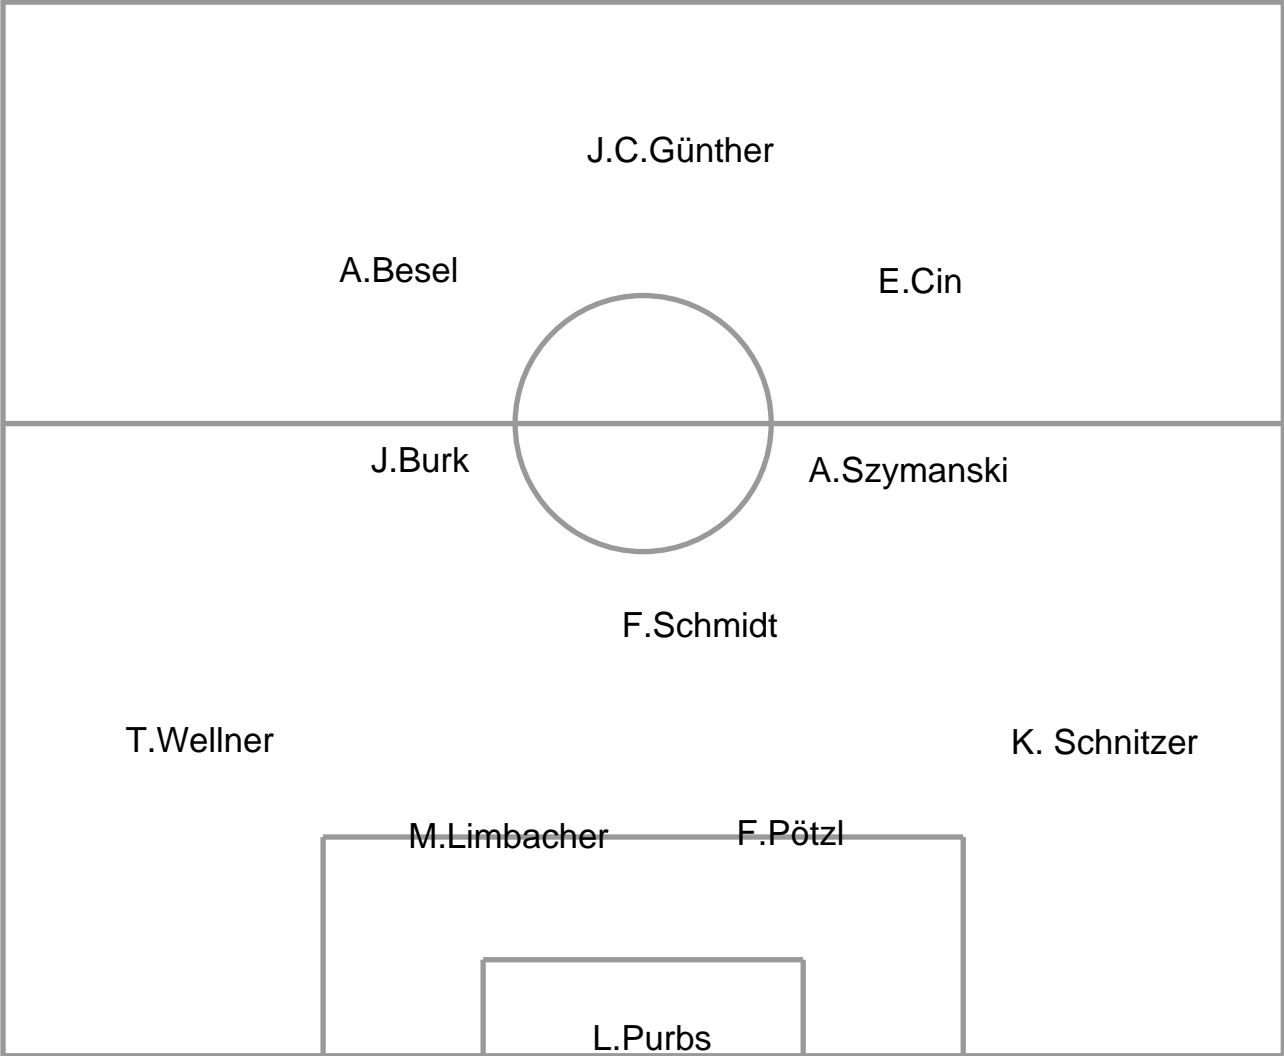 J.C.Günther
A.Besel
E.Cin
J.Burk
A.Szymanski
F.Schmidt
T.Wellner
K. Schnitzer
M.Limbacher
F.Pötzl
L.Purbs